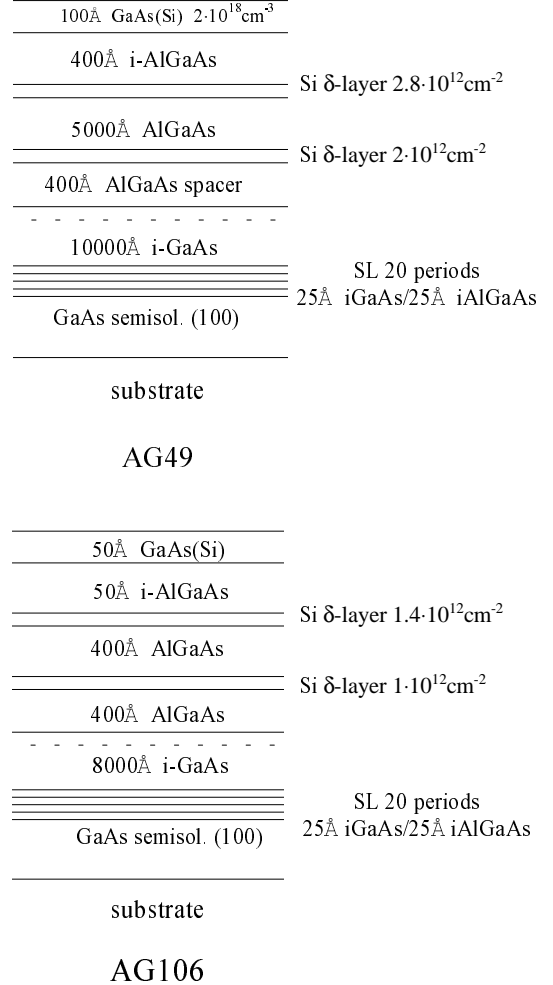 100Å GaAs(Si) 2·10¹⁸cm⁻³
400Å i-AlGaAs
Si δ-layer 2.8·10¹²cm⁻²
5000Å AlGaAs
Si δ-layer 2·10¹²cm⁻²
400Å AlGaAs spacer
10000Å i-GaAs
SL 20 periods
25Å iGaAs/25Å iAlGaAs
GaAs semisol. (100)
substrate
AG49
50Å GaAs(Si)
50Å i-AlGaAs
Si δ-layer 1.4·10¹²cm⁻²
400Å AlGaAs
Si δ-layer 1·10¹²cm⁻²
400Å AlGaAs
8000Å i-GaAs
SL 20 periods
25Å iGaAs/25Å iAlGaAs
GaAs semisol. (100)
substrate
AG106